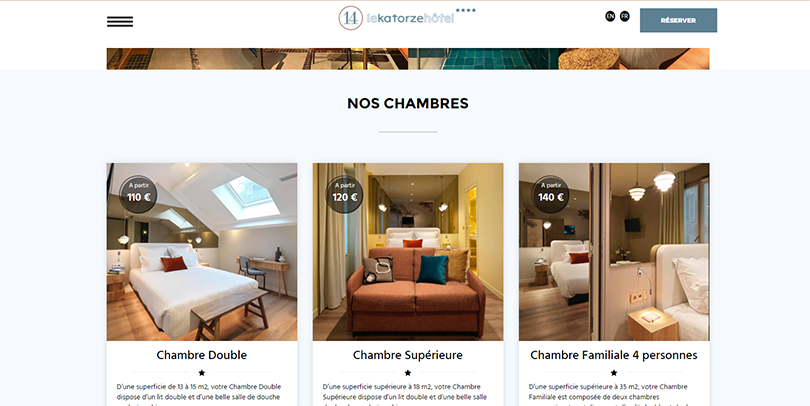 14 lekatorzehôtel ****
EN FR
RÉSERVER
NOS CHAMBRES
A partir
110 €
A partir
120 €
A partir
140 €
Chambre Double
D'une superficie de 13 à 15 m2, votre Chambre Double
dispose d'un lit double et d'une belle salle de douche
Chambre Supérieure
D'une superficie supérieure à 18 m2, votre Chambre
Supérieure dispose d'un lit double et d'une belle salle
Chambre Familiale 4 personnes
D'une superficie supérieure à 35 m2, votre Chambre
Familiale est composée de deux chambres